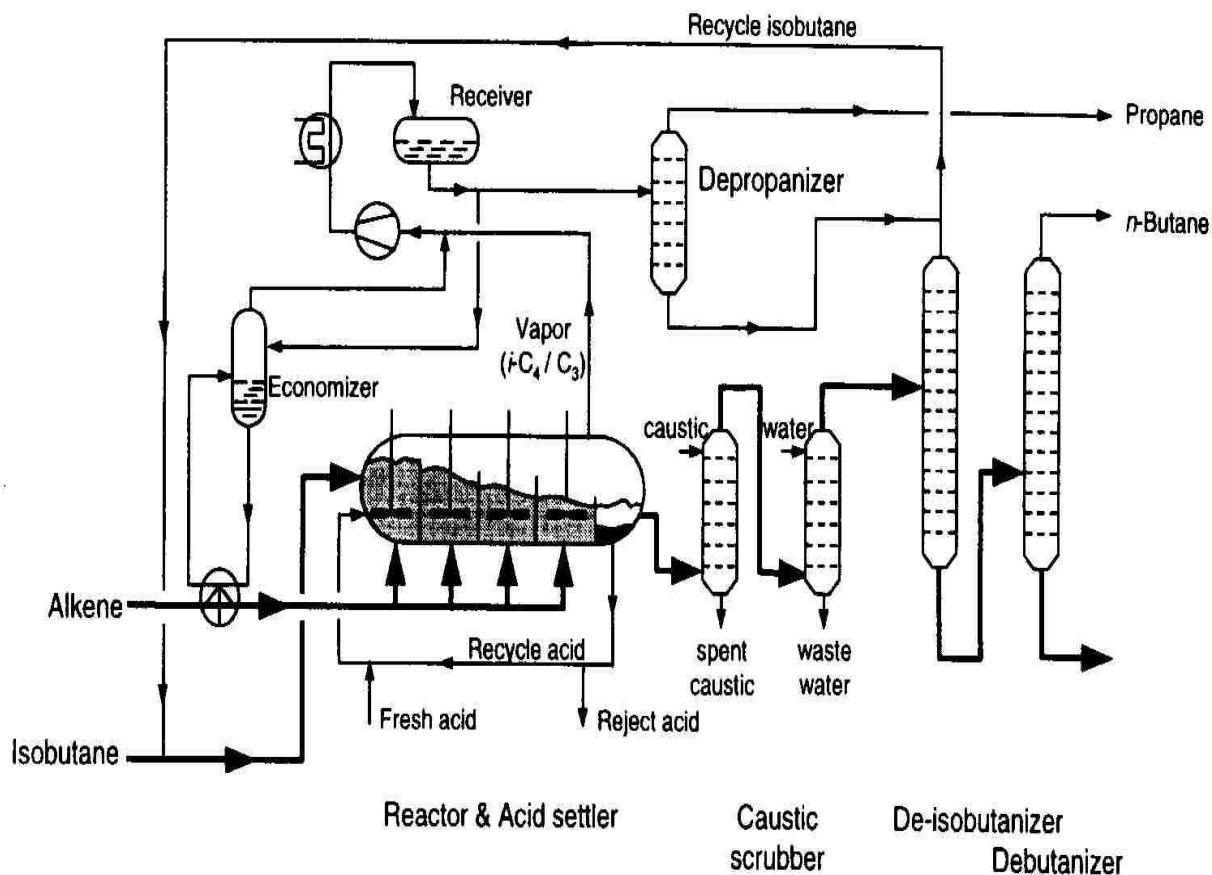 Recycle isobutane
Receiver
Propane
Depropanizer
n-Butane
Vapor
(i-C₄ / C₃)
Economizer
caustic
water
Alkene
Recycle acid
spent
caustic
waste
water
Fresh acid
Reject acid
Isobutane
Reactor & Acid settler
Caustic
scrubber
De-isobutanizer
Debutanizer